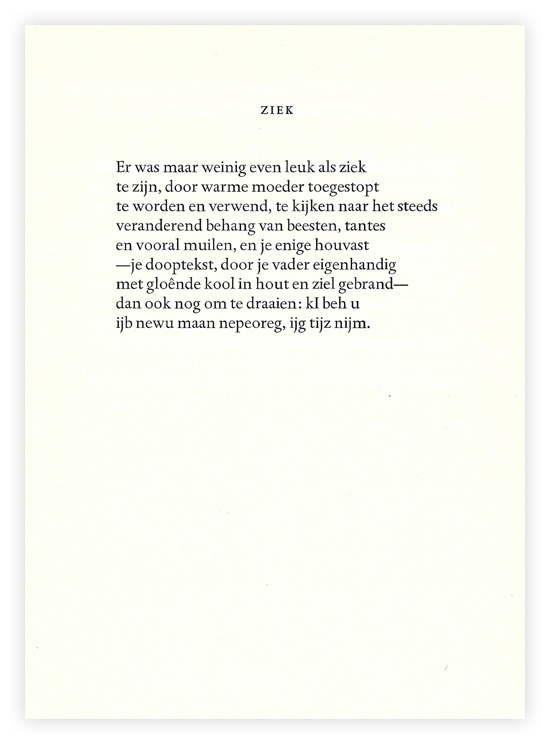 ZIEK
Er was maar weinig even leuk als ziek
te zijn, door warme moeder toegestopt
te worden en verwend, te kijken naar het steeds
veranderend behang van beesten, tantes
en vooral muilen, en je enige houvast
—je dooptekst, door je vader eigenhandig
met gloênde kool in hout en ziel gebrand—
dan ook nog om te draaien: kI beh u
ijb newu maan nepeoreg, ijg tijz nijm.